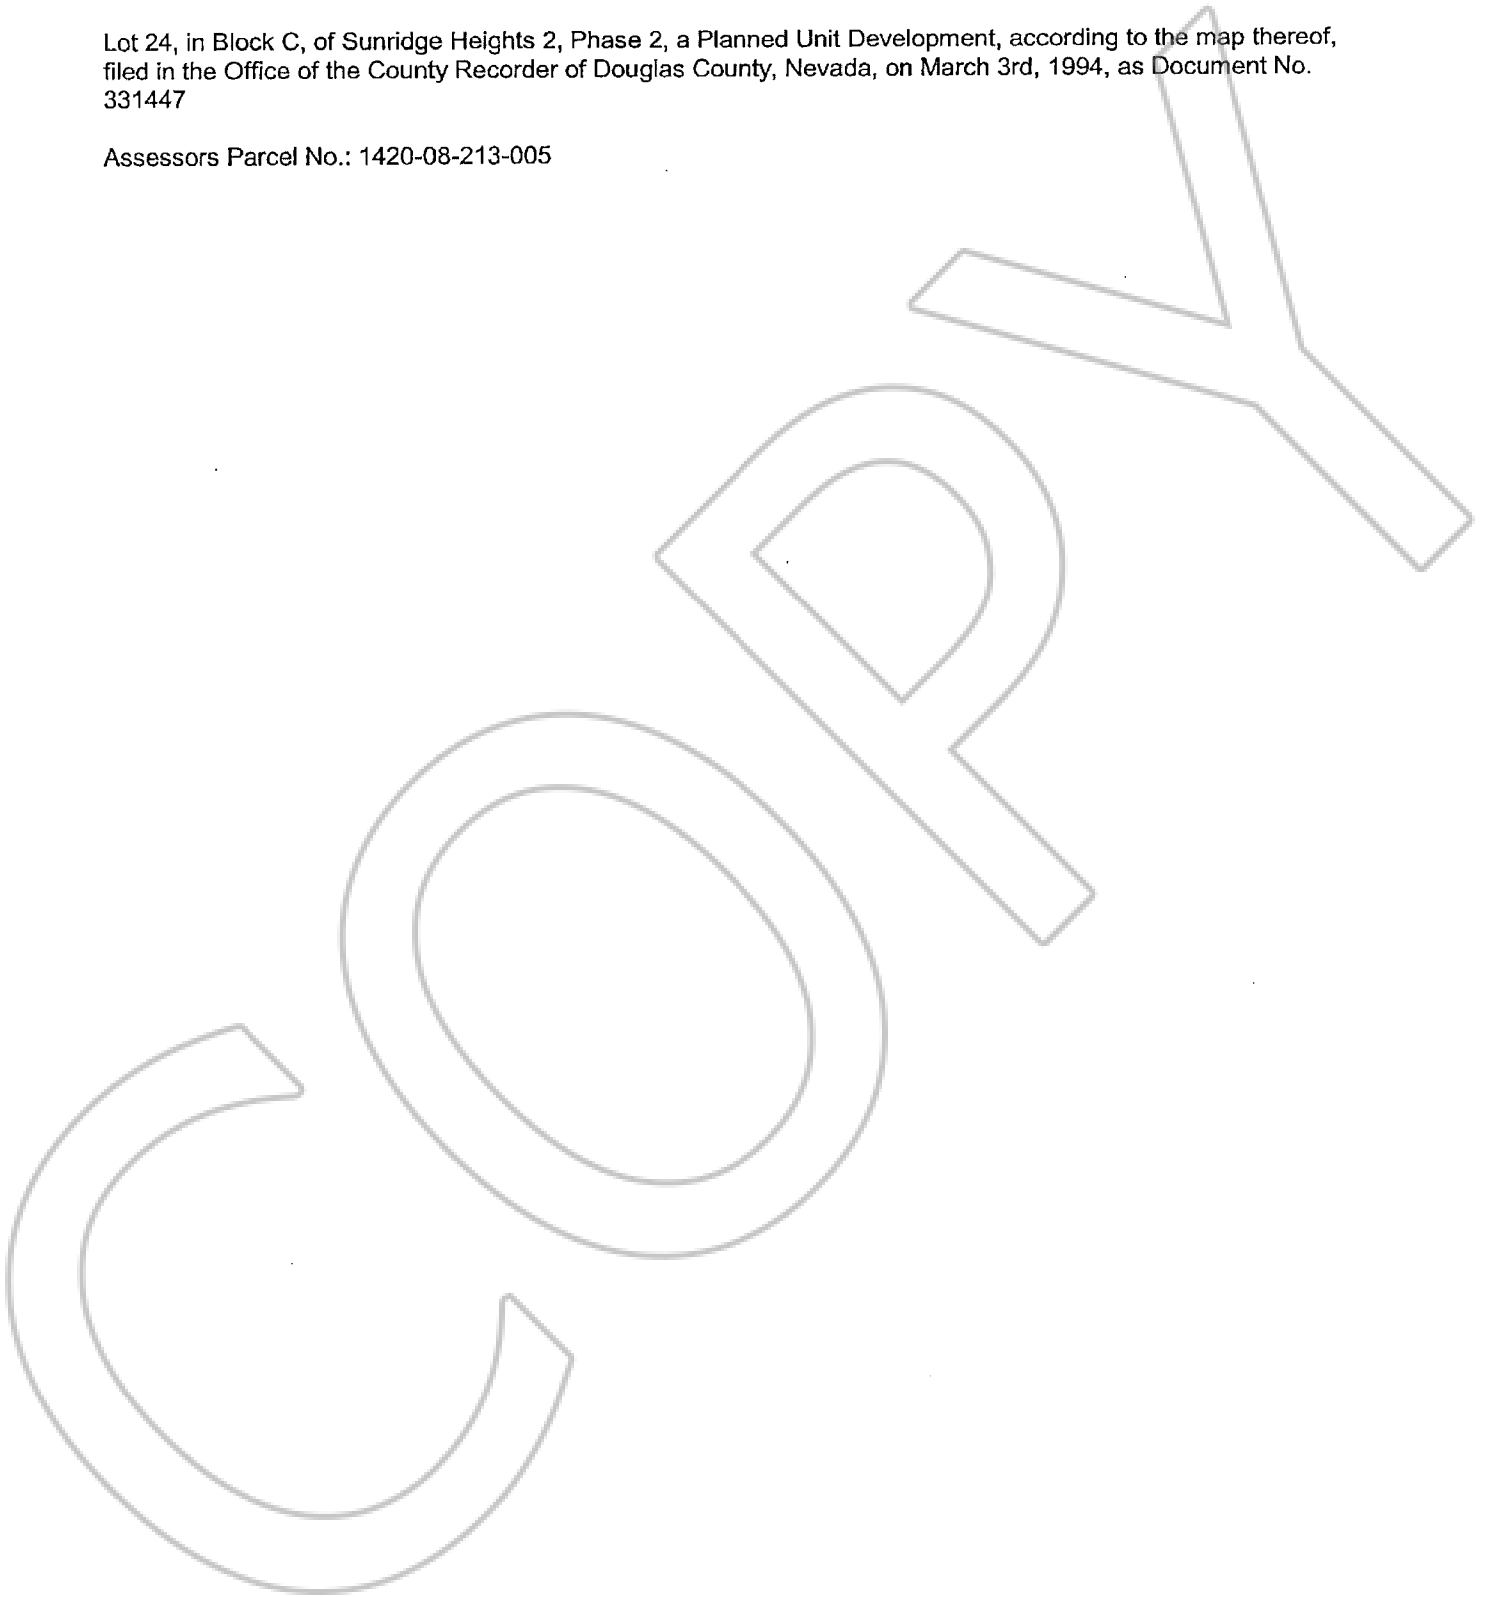 Lot 24, in Block C, of Sunridge Heights 2, Phase 2, a Planned Unit Development, according to the map thereof,
filed in the Office of the County Recorder of Douglas County, Nevada, on March 3rd, 1994, as Document No.
331447
Assessors Parcel No.: 1420-08-213-005
COPY